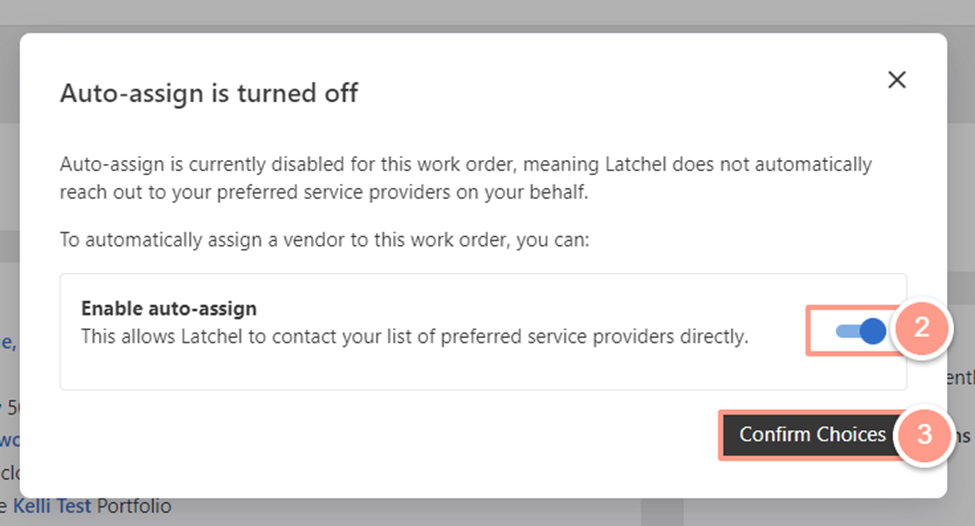 Auto-assign is turned off
Auto-assign is currently disabled for this work order, meaning Latchel does not automatically
reach out to your preferred service providers on your behalf.
To automatically assign a vendor to this work order, you can:
Enable auto-assign
This allows Latchel to contact your list of preferred service providers directly.
2
Confirm Choices
3
Kelli Test Portfolio